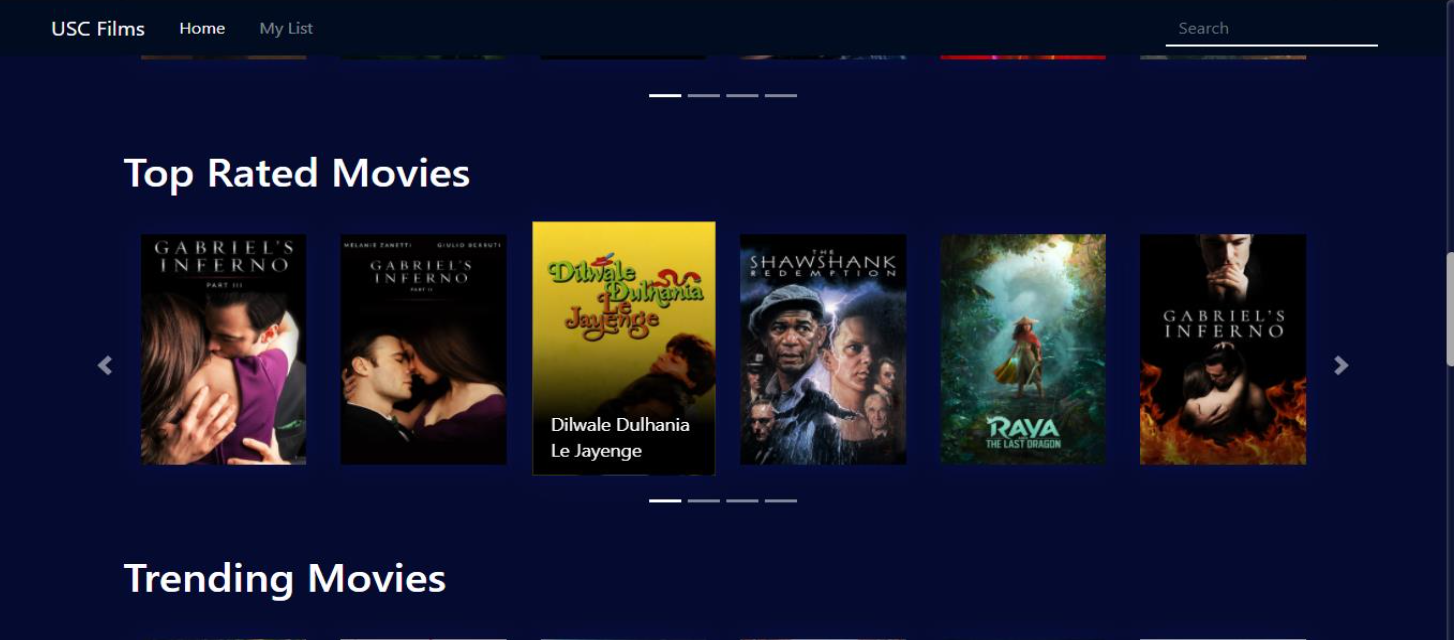 USC Films Home My List Search
Top Rated Movies
GABRIEL'S
INFERNO
PART III
MELANIE ZANETTI GIULIO BERRUTI
GABRIEL'S
INFERNO
PART II
Dilwale
Dulhania
Le
Jayenge
Dilwale Dulhania
Le Jayenge
THE
SHAWSHANK
REDEMPTION
RAYA
AND
THE LAST DRAGON
GABRIEL'S
INFERNO
Trending Movies